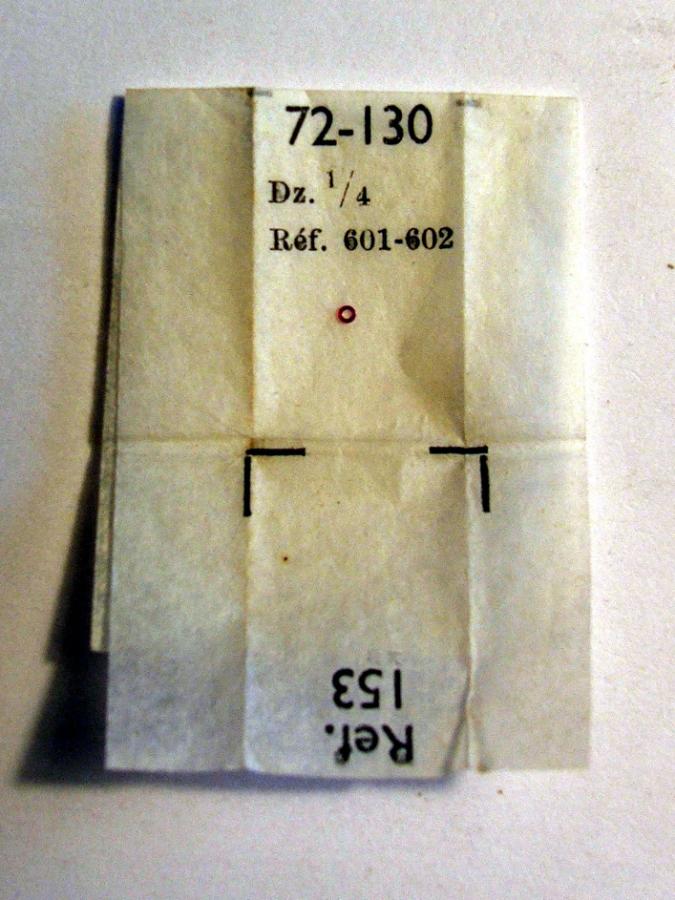 72-130
Dz. 1/4
Réf. 601-602
Ref.
153